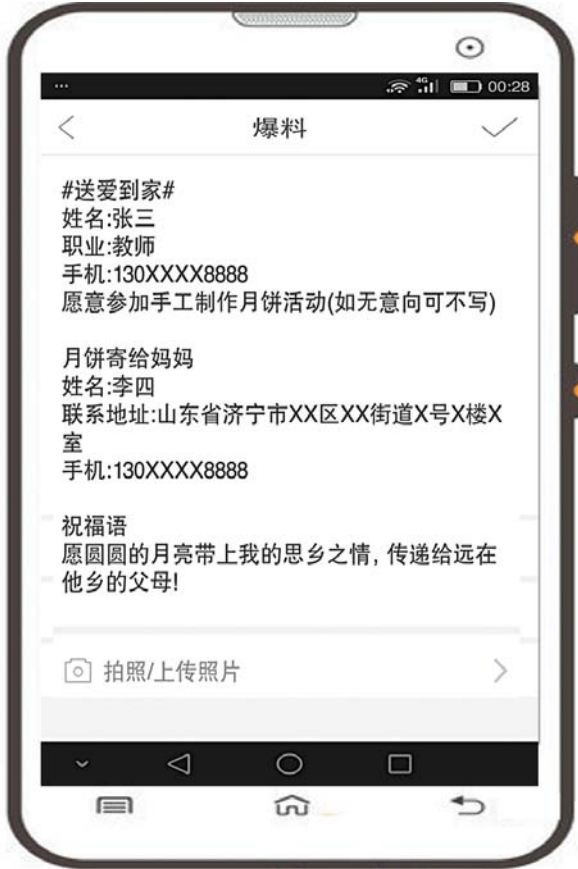 4G 00:28
爆料
#送爱到家#
姓名:张三
职业:教师
手机:130XXXX8888
愿意参加手工制作月饼活动(如无意向可不写)
月饼寄给妈妈
姓名:李四
联系地址:山东省济宁市XX区XX街道X号X楼X
室
手机:130XXXX8888
祝福语
愿圆圆的月亮带上我的思乡之情, 传递给远在
他乡的父母!
拍照/上传照片